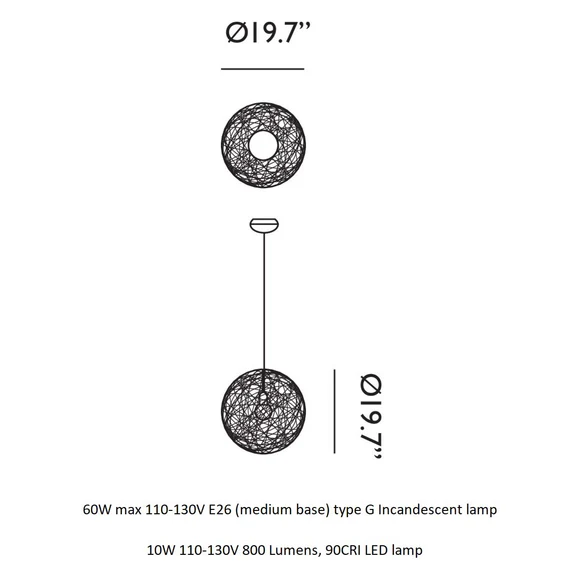 Ø19.7”
Ø19.7”
60W max 110-130V E26 (medium base) type G Incandescent lamp
10W 110-130V 800 Lumens, 90CRI LED lamp